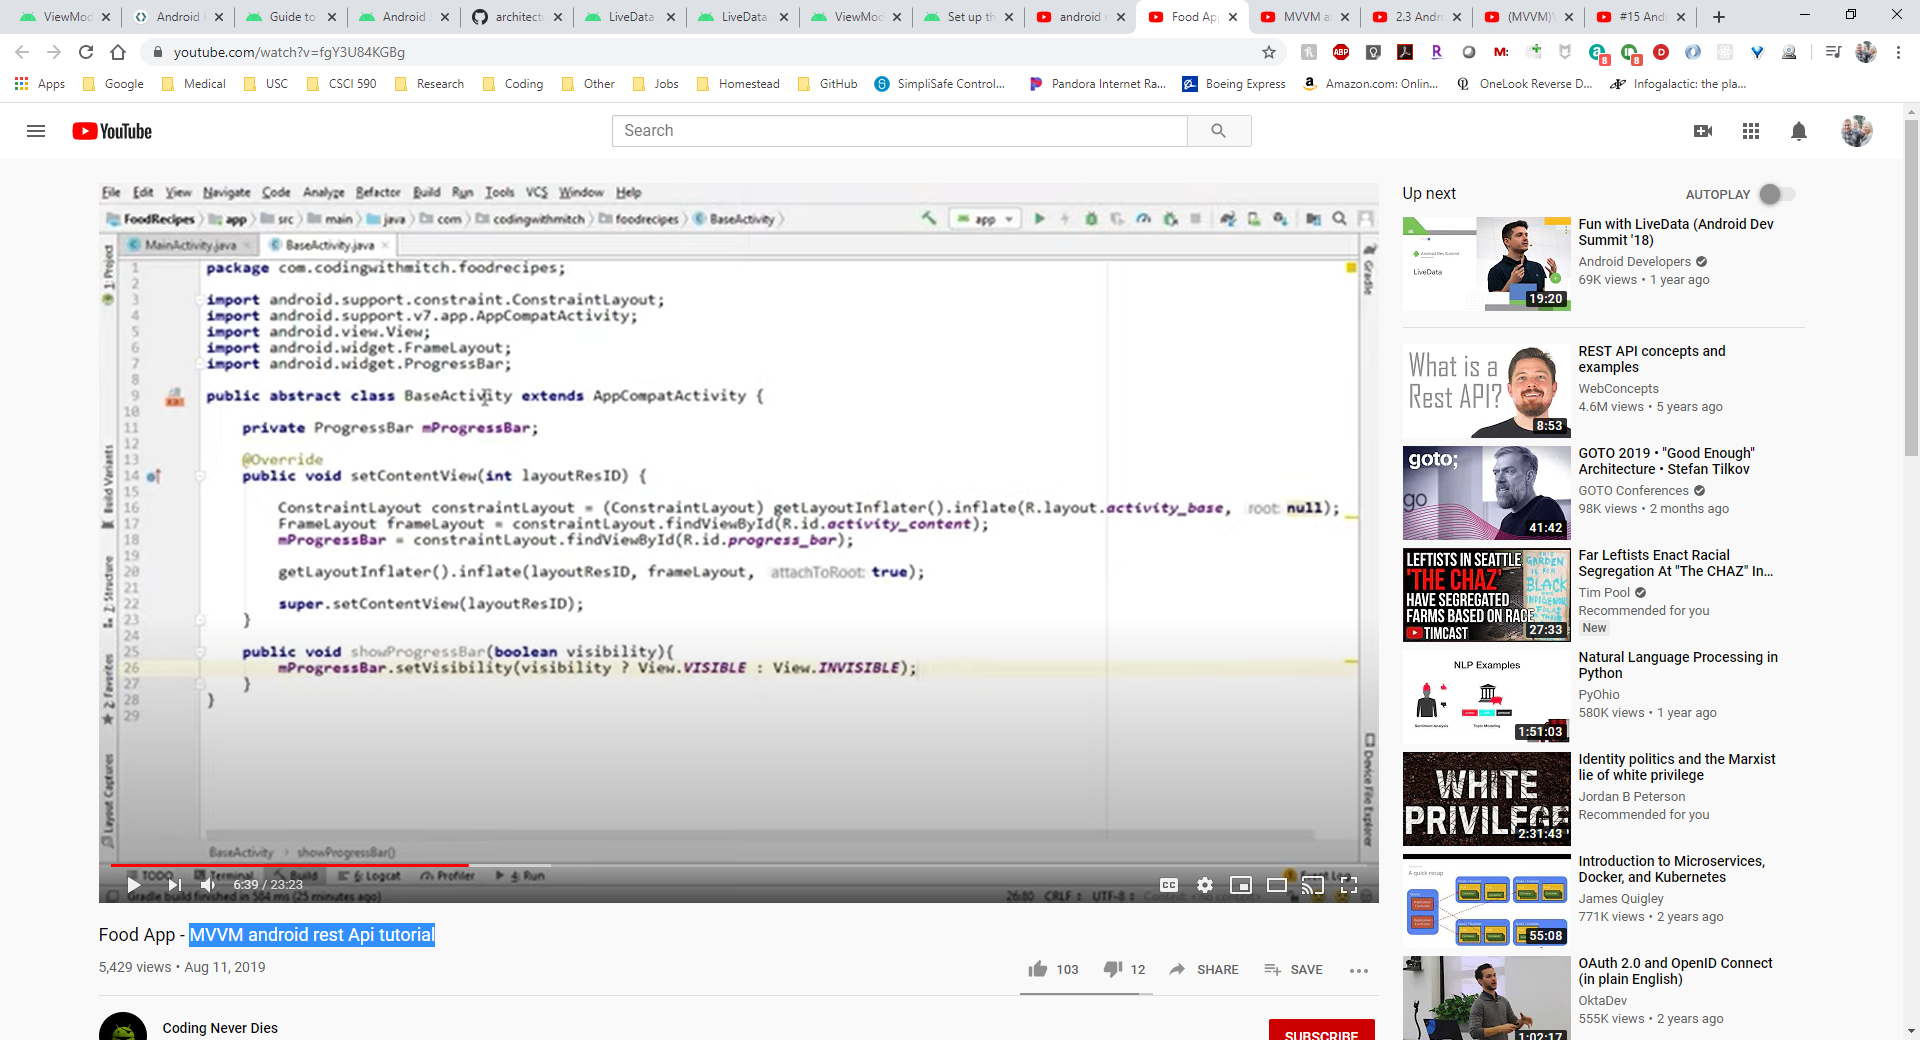 ViewMod
Android
Guide to
Android
architect
LiveData
LiveData
ViewMod
Set up th
android r
Food App
MVVM a
2.3 Andr
(MVVM)
#15 And
youtube.com/watch?v=fgY3U84KGBg
Apps
Google
Medical
USC
CSCI 590
Research
Coding
Other
Jobs
Homestead
GitHub
SimpliSafe Control...
Pandora Internet Ra...
Boeing Express
Amazon.com: Onlin...
OneLook Reverse D...
Infogalactic: the pla...
YouTube
Search
File Edit View Navigate Code Analyze Refactor Build Run Tools VCS Window Help
FoodRecipes app src main java com codingwithmitch foodrecipes BaseActivity
app
MainActivity.java
BaseActivity.java
1 package com.codingwithmitch.foodrecipes;
2
3 import android.support.constraint.ConstraintLayout;
4 import android.support.v7.app.AppCompatActivity;
5 import android.view.View;
6 import android.widget.FrameLayout;
7 import android.widget.ProgressBar;
8
9 public abstract class BaseActivity extends AppCompatActivity {
10
11 private ProgressBar mProgressBar;
12
13 @Override
14 public void setContentView(int layoutResID) {
15
16 ConstraintLayout constraintLayout = (ConstraintLayout) getLayoutInflater().inflate(R.layout.activity_base, root: null);
17 FrameLayout frameLayout = constraintLayout.findViewById(R.id.activity_content);
18 mProgressBar = constraintLayout.findViewById(R.id.progress_bar);
19
20 getLayoutInflater().inflate(layoutResID, frameLayout, attachToRoot: true);
21
22 super.setContentView(layoutResID);
23 }
24
25 public void showProgressBar(boolean visibility){
26 mProgressBar.setVisibility(visibility ? View.VISIBLE : View.INVISIBLE);
27 }
28 }
29
1: Project
Build Variants
Z: Structure
2: Favorites
Layout Captures
Gradle
Device File Explorer
BaseActivity showProgressBar()
TODO Terminal Build 6: Logcat Profiler 4: Run Event Log
Gradle build finished in 584 ms (25 minutes ago)
26:80 CRLF UTF-8 Context:
6:39 / 23:23
CC
Food App - MVVM android rest Api tutorial
5,429 views • Aug 11, 2019
103
12
SHARE
SAVE
Coding Never Dies
SUBSCRIBE
Up next
AUTOPLAY
LiveData
19:20
Fun with LiveData (Android Dev
Summit '18)
Android Developers
69K views • 1 year ago
What is a
Rest API?
8:53
REST API concepts and
examples
WebConcepts
4.6M views • 5 years ago
goto;
go
41:42
GOTO 2019 • "Good Enough"
Architecture • Stefan Tilkov
GOTO Conferences
98K views • 2 months ago
LEFTISTS IN SEATTLE
'THE CHAZ'
HAVE SEGREGATED
FARMS BASED ON RACE
TIMCAST
27:33
Far Leftists Enact Racial
Segregation At "The CHAZ" In...
Tim Pool
Recommended for you
New
NLP Examples
Sentiment Analysis
Topic Modeling
1:51:03
Natural Language Processing in
Python
PyOhio
580K views • 1 year ago
WHITE
PRIVILEGE
2:31:43
Identity politics and the Marxist
lie of white privilege
Jordan B Peterson
Recommended for you
A quick recap
55:08
Introduction to Microservices,
Docker, and Kubernetes
James Quigley
771K views • 2 years ago
1:02:17
OAuth 2.0 and OpenID Connect
(in plain English)
OktaDev
555K views • 2 years ago